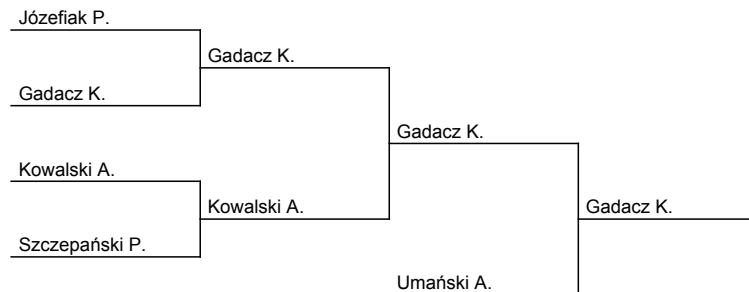 Józefiak P.
Gadacz K.
Gadacz K.
Gadacz K.
Kowalski A.
Kowalski A.
Gadacz K.
Szczepański P.
Umański A.